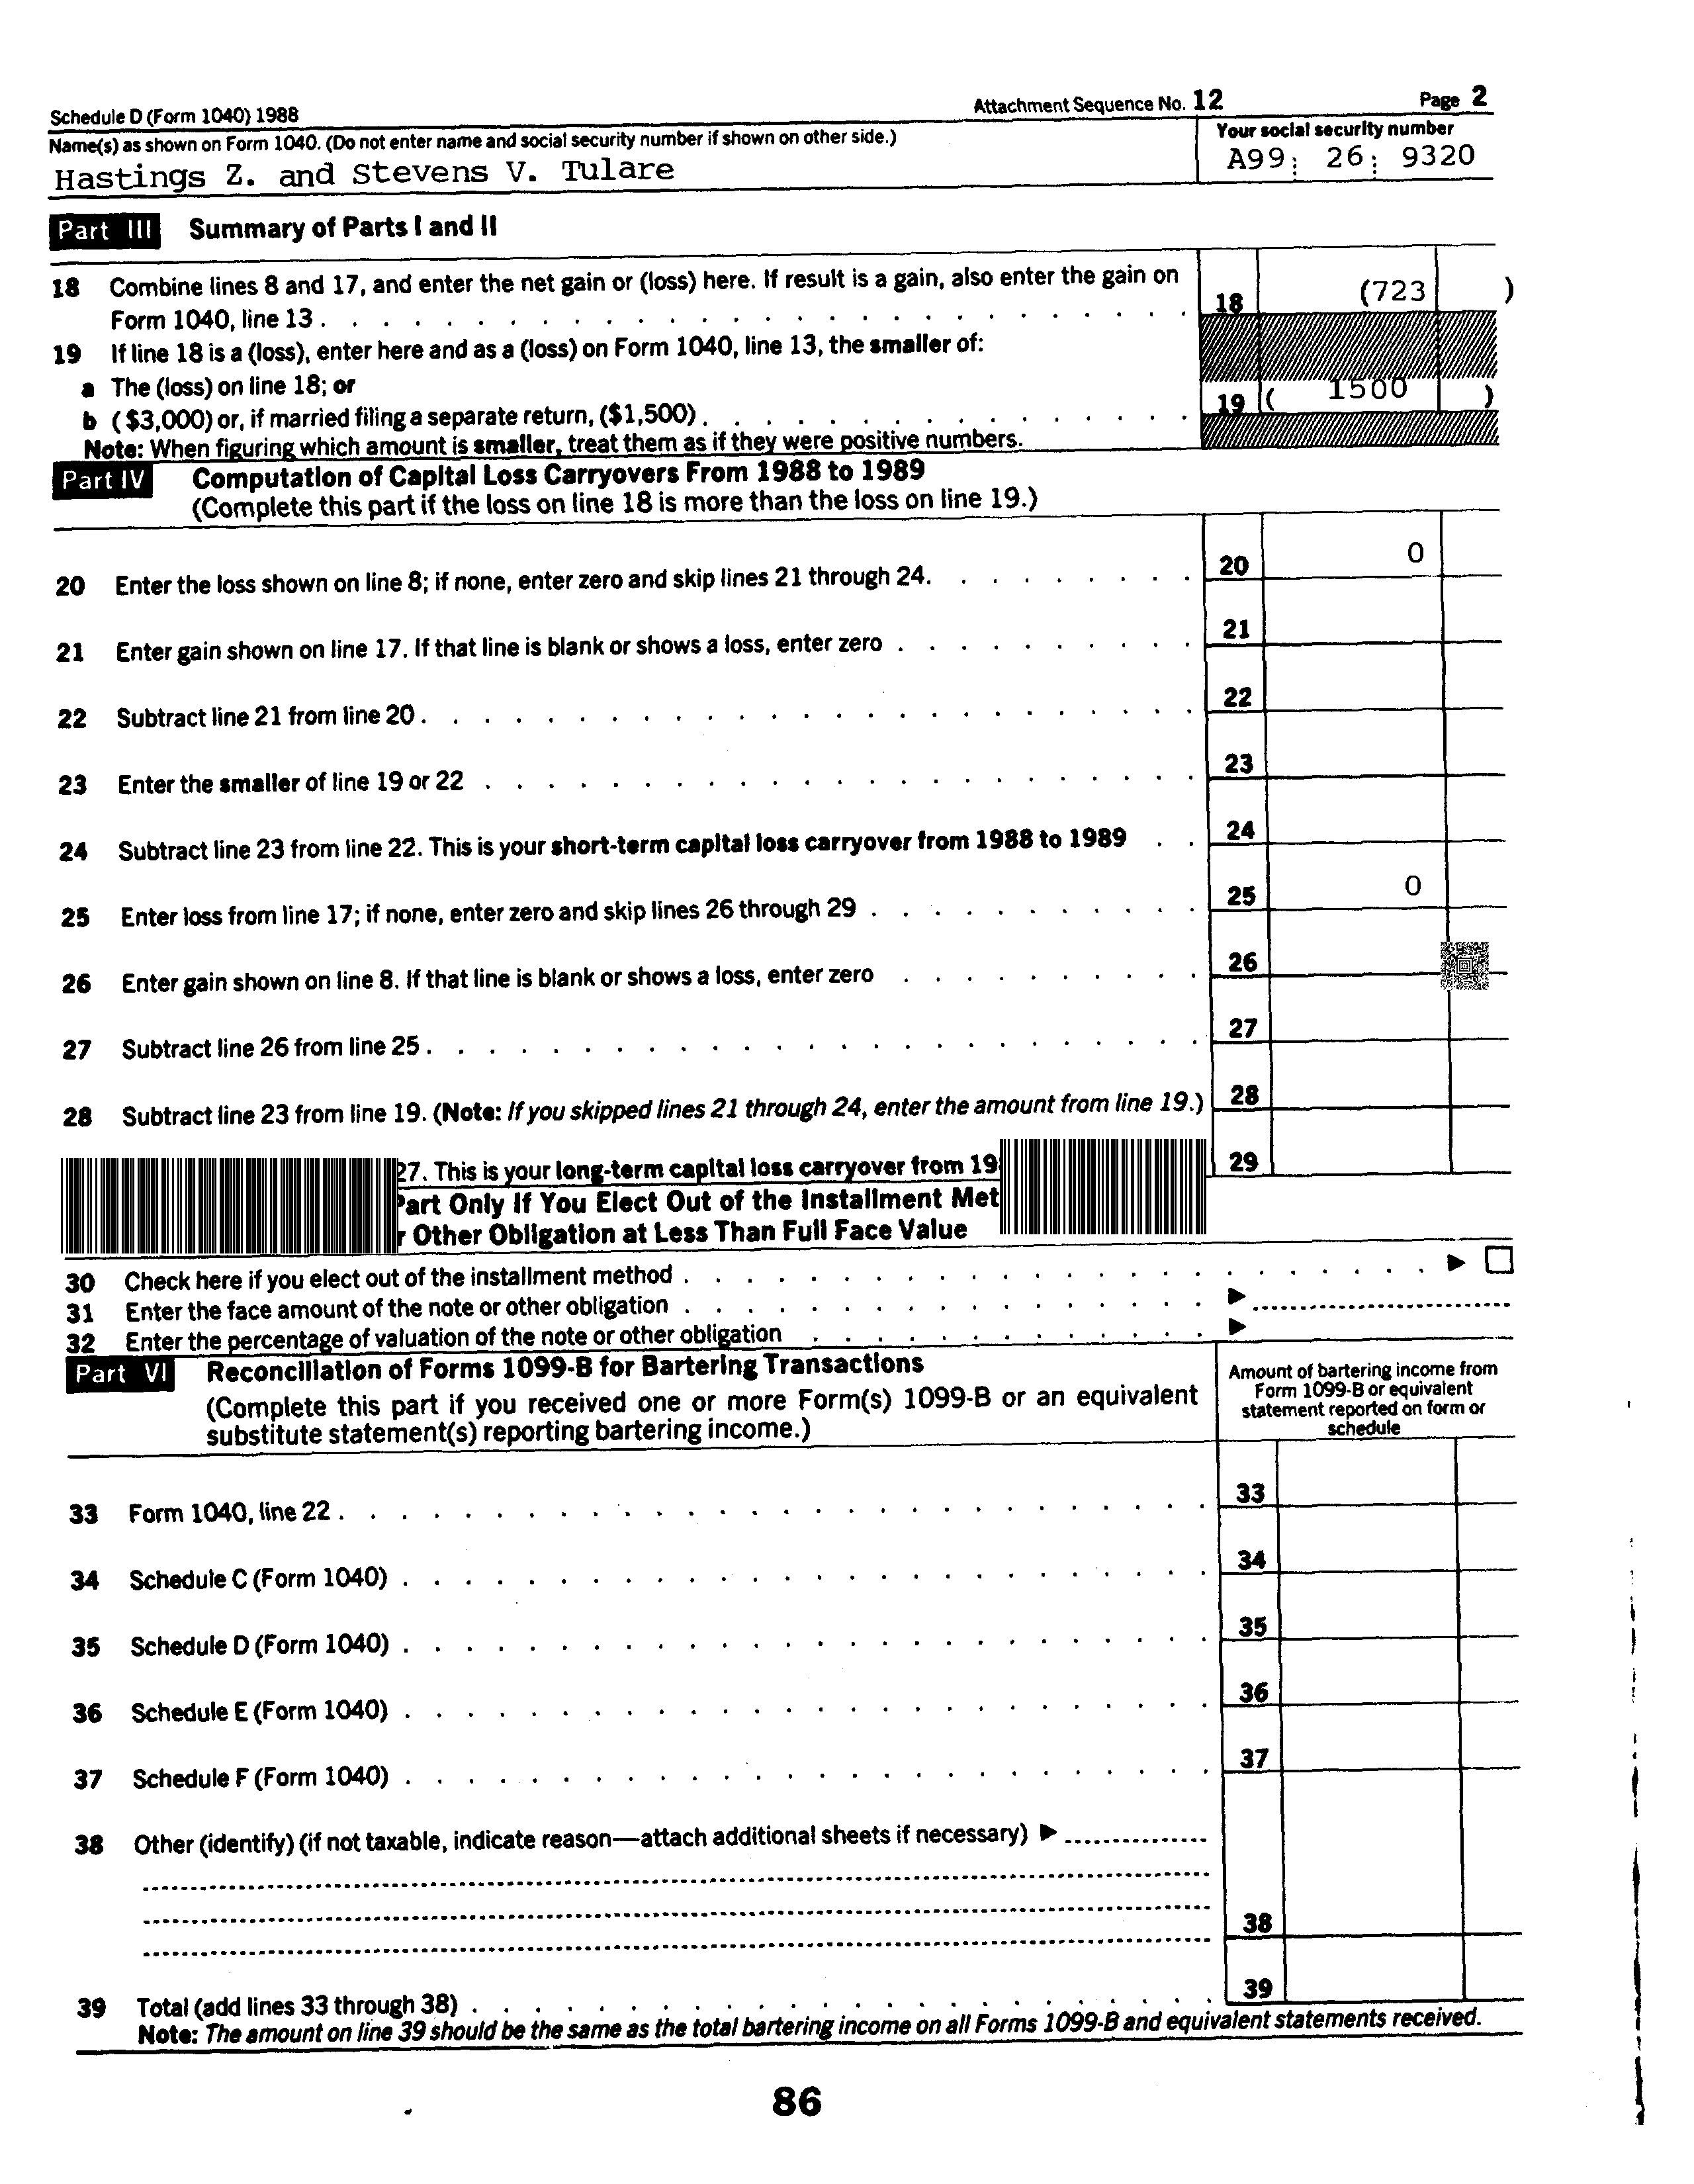 Schedule D (Form 1040) 1988 Attachment Sequence No. 12 Page 2
Name(s) as shown on Form 1040. (Do not enter name and social security number if shown on other side.) Your social security number
Hastings Z. and Stevens V. Tulare A99 26 9320
Part III Summary of Parts I and II
18 Combine lines 8 and 17, and enter the net gain or (loss) here. If result is a gain, also enter the gain on
Form 1040, line 13 . . . 18 (723 )
19 If line 18 is a (loss), enter here and as a (loss) on Form 1040, line 13, the smaller of:
a The (loss) on line 18; or
b ($3,000) or, if married filing a separate return, ($1,500) . . . 19 ( 1500 )
Note: When figuring which amount is smaller, treat them as if they were positive numbers.
Part IV Computation of Capital Loss Carryovers From 1988 to 1989
(Complete this part if the loss on line 18 is more than the loss on line 19.)
20 Enter the loss shown on line 8; if none, enter zero and skip lines 21 through 24. . . . 20 0
21 Enter gain shown on line 17. If that line is blank or shows a loss, enter zero . . . 21
22 Subtract line 21 from line 20 . . . 22
23 Enter the smaller of line 19 or 22 . . . 23
24 Subtract line 23 from line 22. This is your short-term capital loss carryover from 1988 to 1989 . . 24
25 Enter loss from line 17; if none, enter zero and skip lines 26 through 29 . . . 25 0
26 Enter gain shown on line 8. If that line is blank or shows a loss, enter zero . . . 26
27 Subtract line 26 from line 25 . . . 27
28 Subtract line 23 from line 19. (Note: If you skipped lines 21 through 24, enter the amount from line 19.) 28
27. This is your long-term capital loss carryover from 19 29
Part Only If You Elect Out of the Installment Met
r Other Obligation at Less Than Full Face Value
30 Check here if you elect out of the installment method . . . ▶ ☐
31 Enter the face amount of the note or other obligation . . . ▶
32 Enter the percentage of valuation of the note or other obligation . . . ▶
Part VI Reconciliation of Forms 1099-B for Bartering Transactions
(Complete this part if you received one or more Form(s) 1099-B or an equivalent
substitute statement(s) reporting bartering income.)
Amount of bartering income from
Form 1099-B or equivalent
statement reported on form or
schedule
33 Form 1040, line 22 . . . 33
34 Schedule C (Form 1040) . . . 34
35 Schedule D (Form 1040) . . . 35
36 Schedule E (Form 1040) . . . 36
37 Schedule F (Form 1040) . . . 37
38 Other (identify) (if not taxable, indicate reason—attach additional sheets if necessary) ▶
38
39 Total (add lines 33 through 38) . . . 39
Note: The amount on line 39 should be the same as the total bartering income on all Forms 1099-B and equivalent statements received.
86